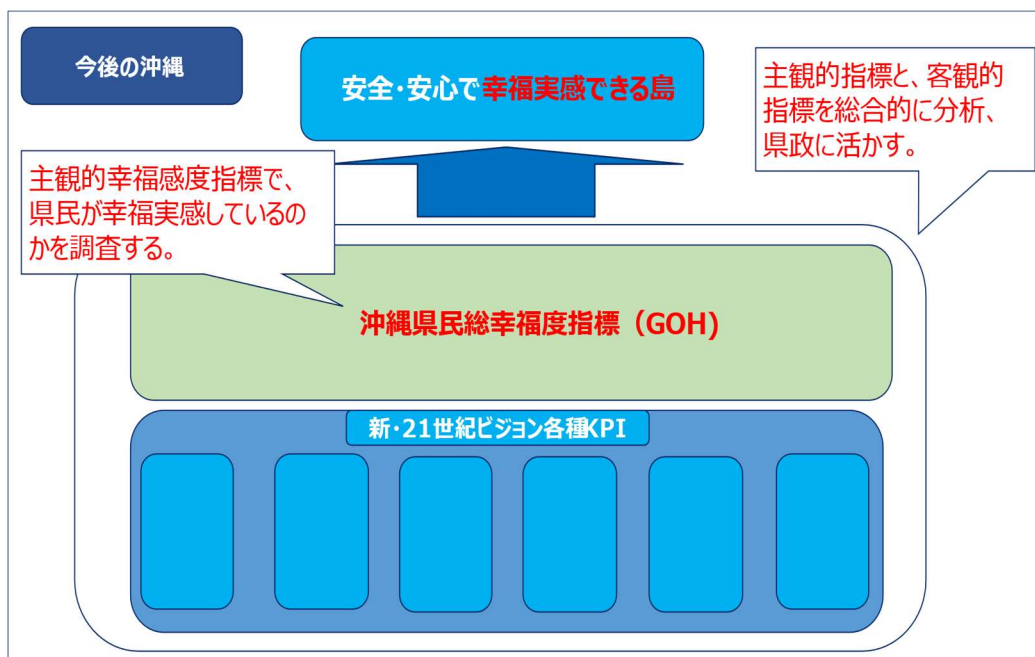 今後の沖縄
安全・安心で幸福実感できる島
主観的指標と、客観的
指標を総合的に分析、
県政に活かす。
主観的幸福感度指標で、
県民が幸福実感しているの
かを調査する。
沖縄県民総幸福度指標（GOH)
新・21世紀ビジョン各種KPI